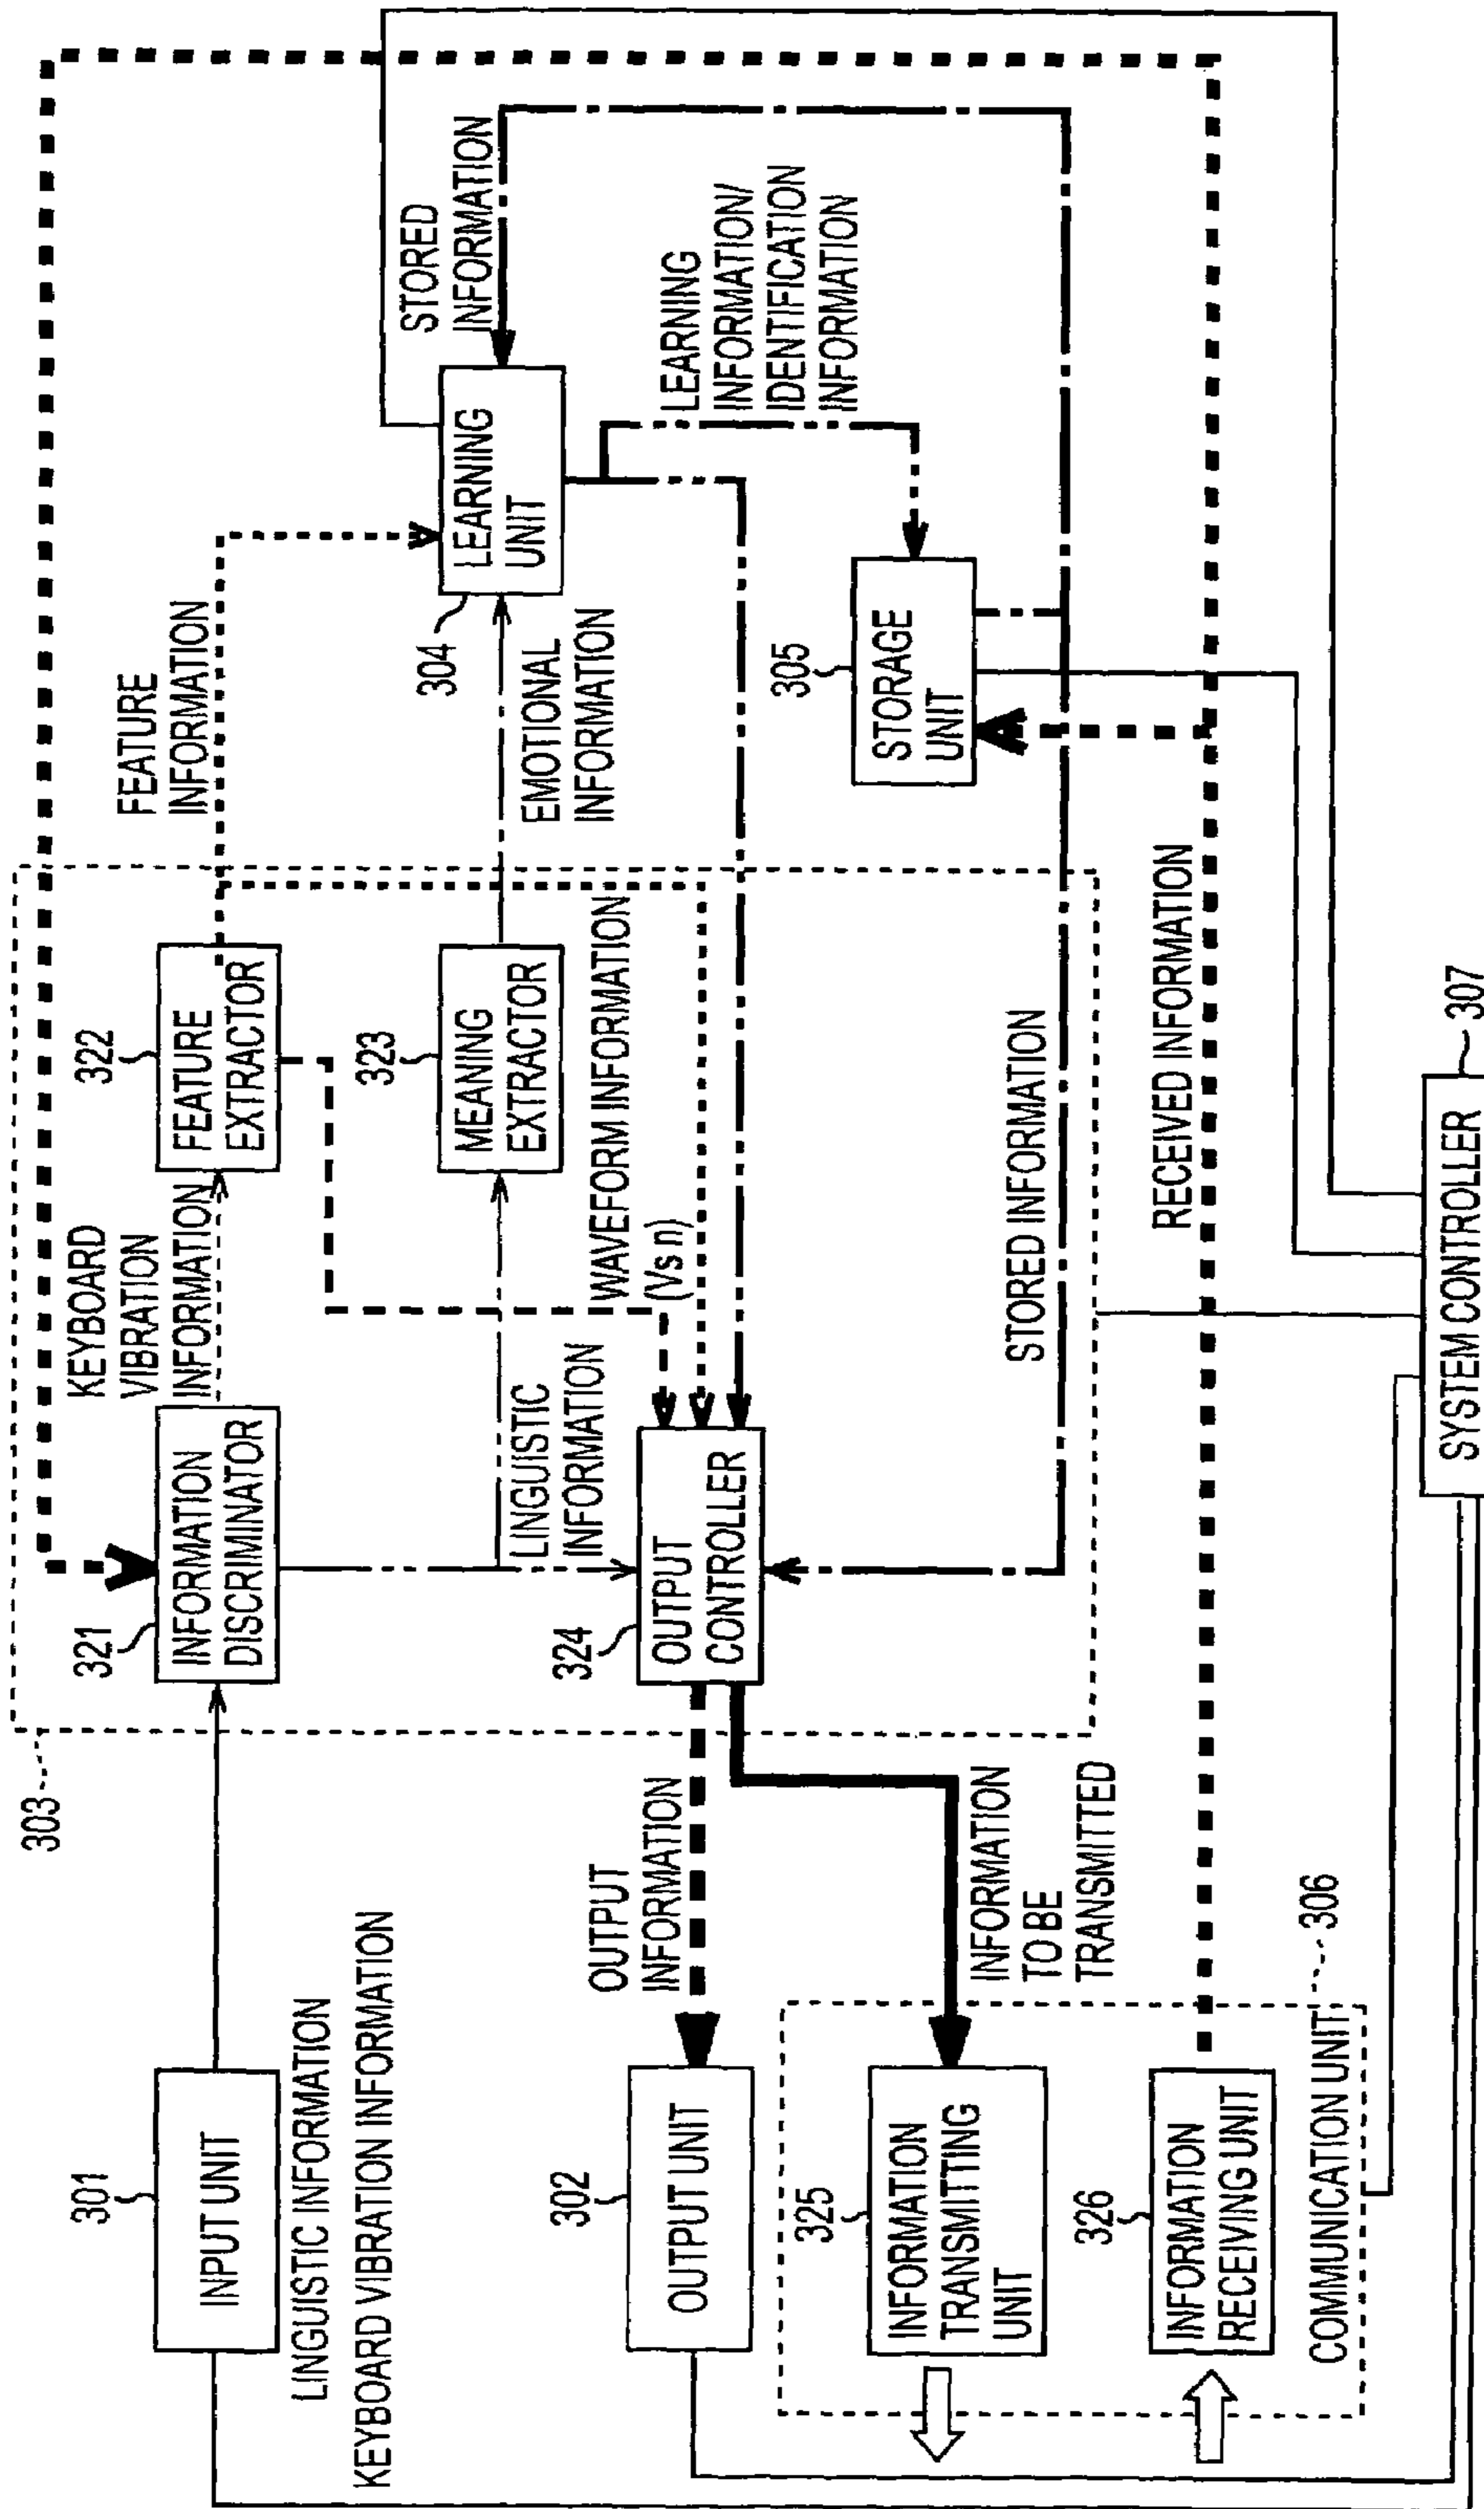 303
301
INPUT UNIT
LINGUISTIC INFORMATION
KEYBOARD VIBRATION INFORMATION
321
INFORMATION
DISCRIMINATOR
KEYBOARD
VIBRATION
INFORMATION
322
FEATURE
EXTRACTOR
FEATURE
INFORMATION
323
MEANING
EXTRACTOR
LINGUISTIC
INFORMATION
WAVEFORM INFORMATION
(Vs n)
EMOTIONAL
INFORMATION
304
LEARNING
UNIT
STORED
INFORMATION
LEARNING
INFORMATION/
IDENTIFICATION
INFORMATION
302
OUTPUT UNIT
OUTPUT
INFORMATION
324
OUTPUT
CONTROLLER
305
STORAGE
UNIT
325
INFORMATION
TRANSMITTING
UNIT
INFORMATION
TO BE
TRANSMITTED
STORED INFORMATION
326
INFORMATION
RECEIVING UNIT
RECEIVED INFORMATION
COMMUNICATION UNIT
306
SYSTEM CONTROLLER
307